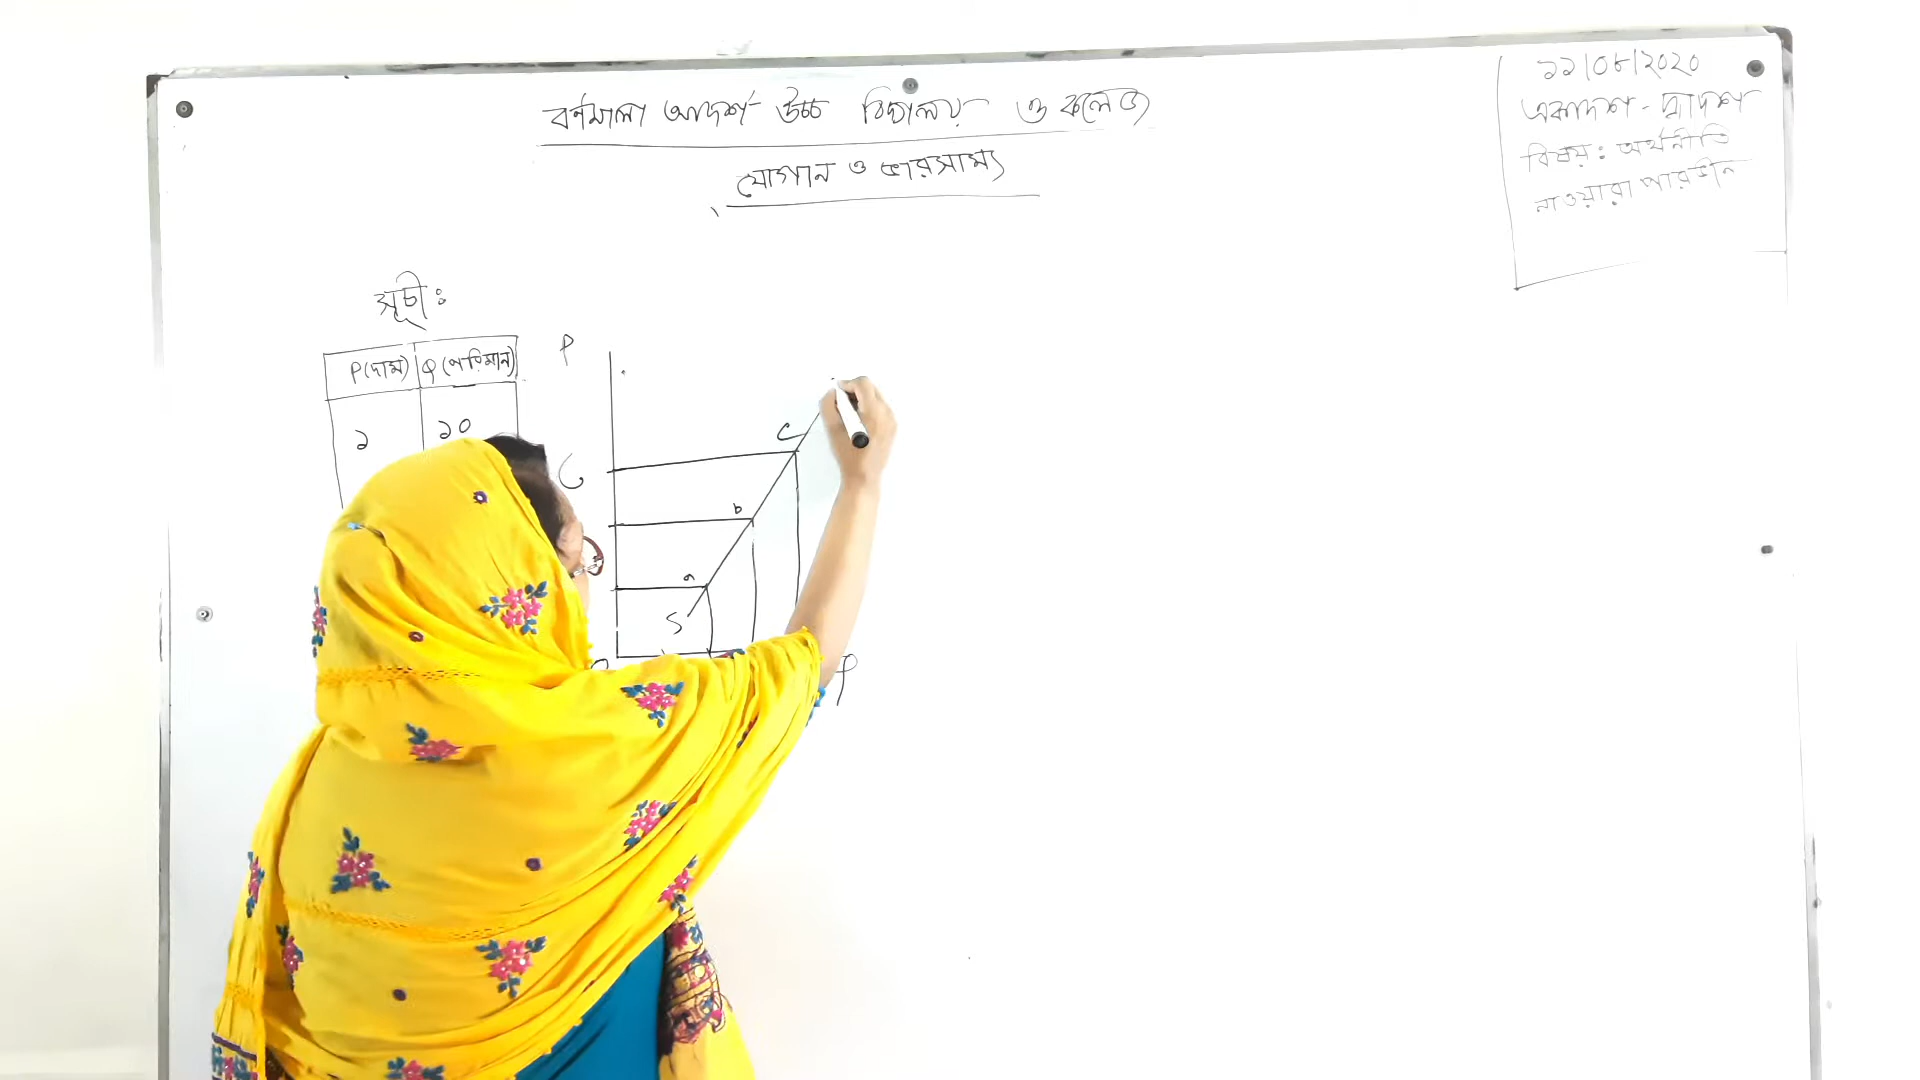 বর্ণমালা আদর্শ উচ্চ বিদ্যালয় ও কলেজ
যোগান ও ভারসাম্য
১১/০৮/২০২০
একাদশ - দ্বাদশ
বিষয়: অর্থনীতি
নাওয়ারা পারভীন
সূচী:
P(দাম) Q(পরিমান)
১ ১০
P
C
b
a
S